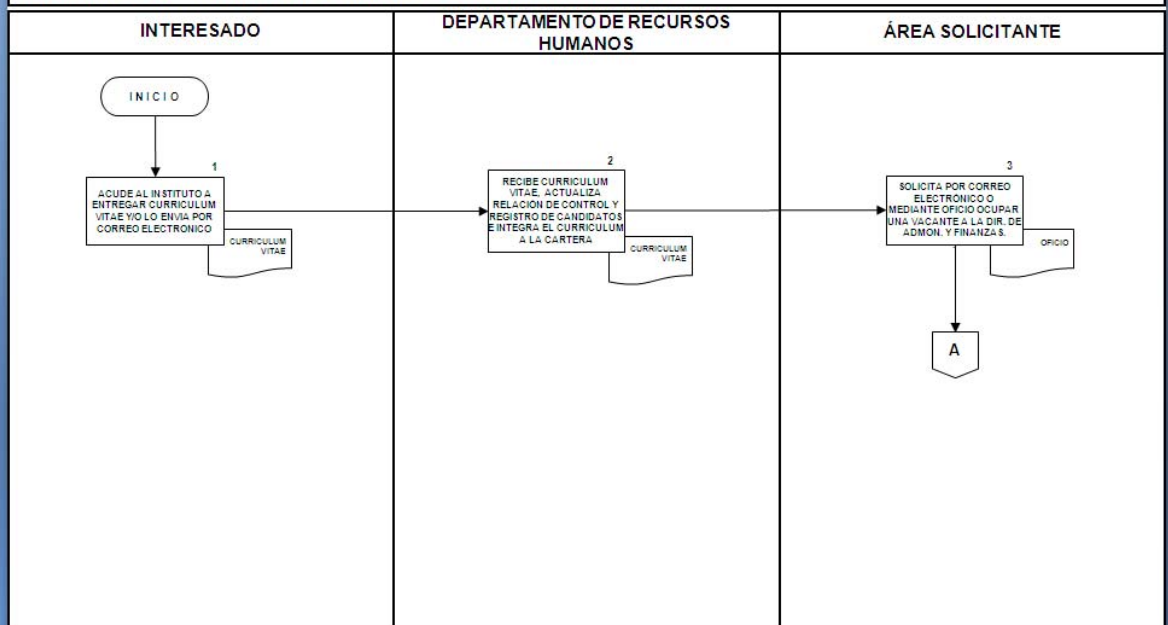 INTERESADO
DEPARTAMENTO DE RECURSOS
HUMANOS
ÁREA SOLICITANTE
INICIO
1
ACUDE AL INSTITUTO A
ENTREGAR CURRICULUM
VITAE Y/O LO ENVIA POR
CORREO ELECTRONICO
CURRICULUM
VITAE
2
RECIBE CURRICULUM
VITAE, ACTUALIZA
RELACIÓN DE CONTROL Y
REGISTRO DE CANDIDATOS
E INTEGRA EL CURRICULUM
A LA CARTERA
CURRICULUM
VITAE
3
SOLICITA POR CORREO
ELECTRÓNICO O
MEDIANTE OFICIO OCUPAR
UNA VACANTE A LA DIR. DE
ADMON. Y FINANZAS.
OFICIO
A